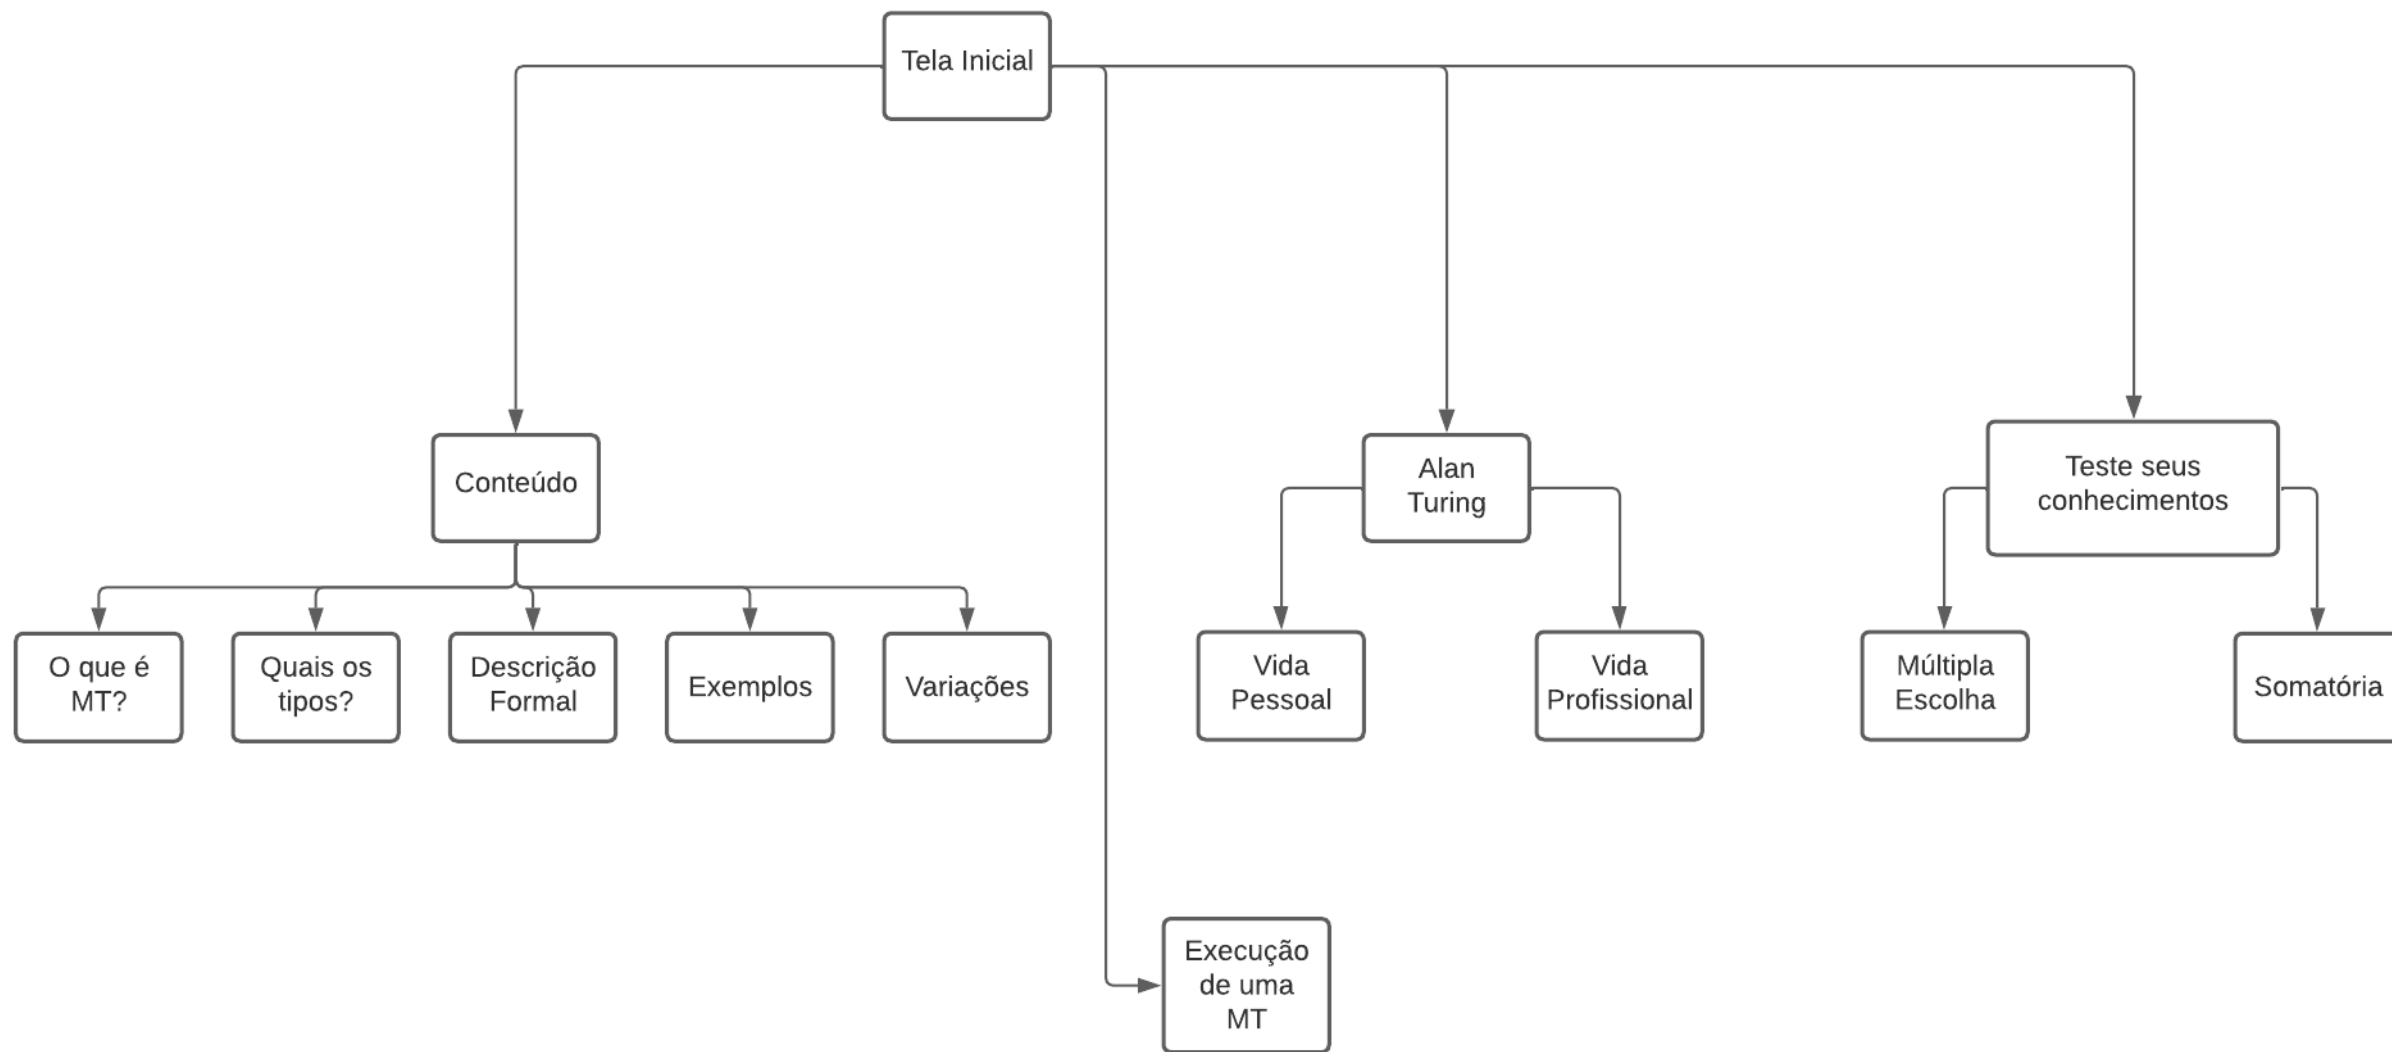 Tela Inicial
Conteúdo
Alan
Turing
Teste seus
conhecimentos
O que é
MT?
Quais os
tipos?
Descrição
Formal
Exemplos
Variações
Vida
Pessoal
Vida
Profissional
Múltipla
Escolha
Somatória
Execução
de uma
MT